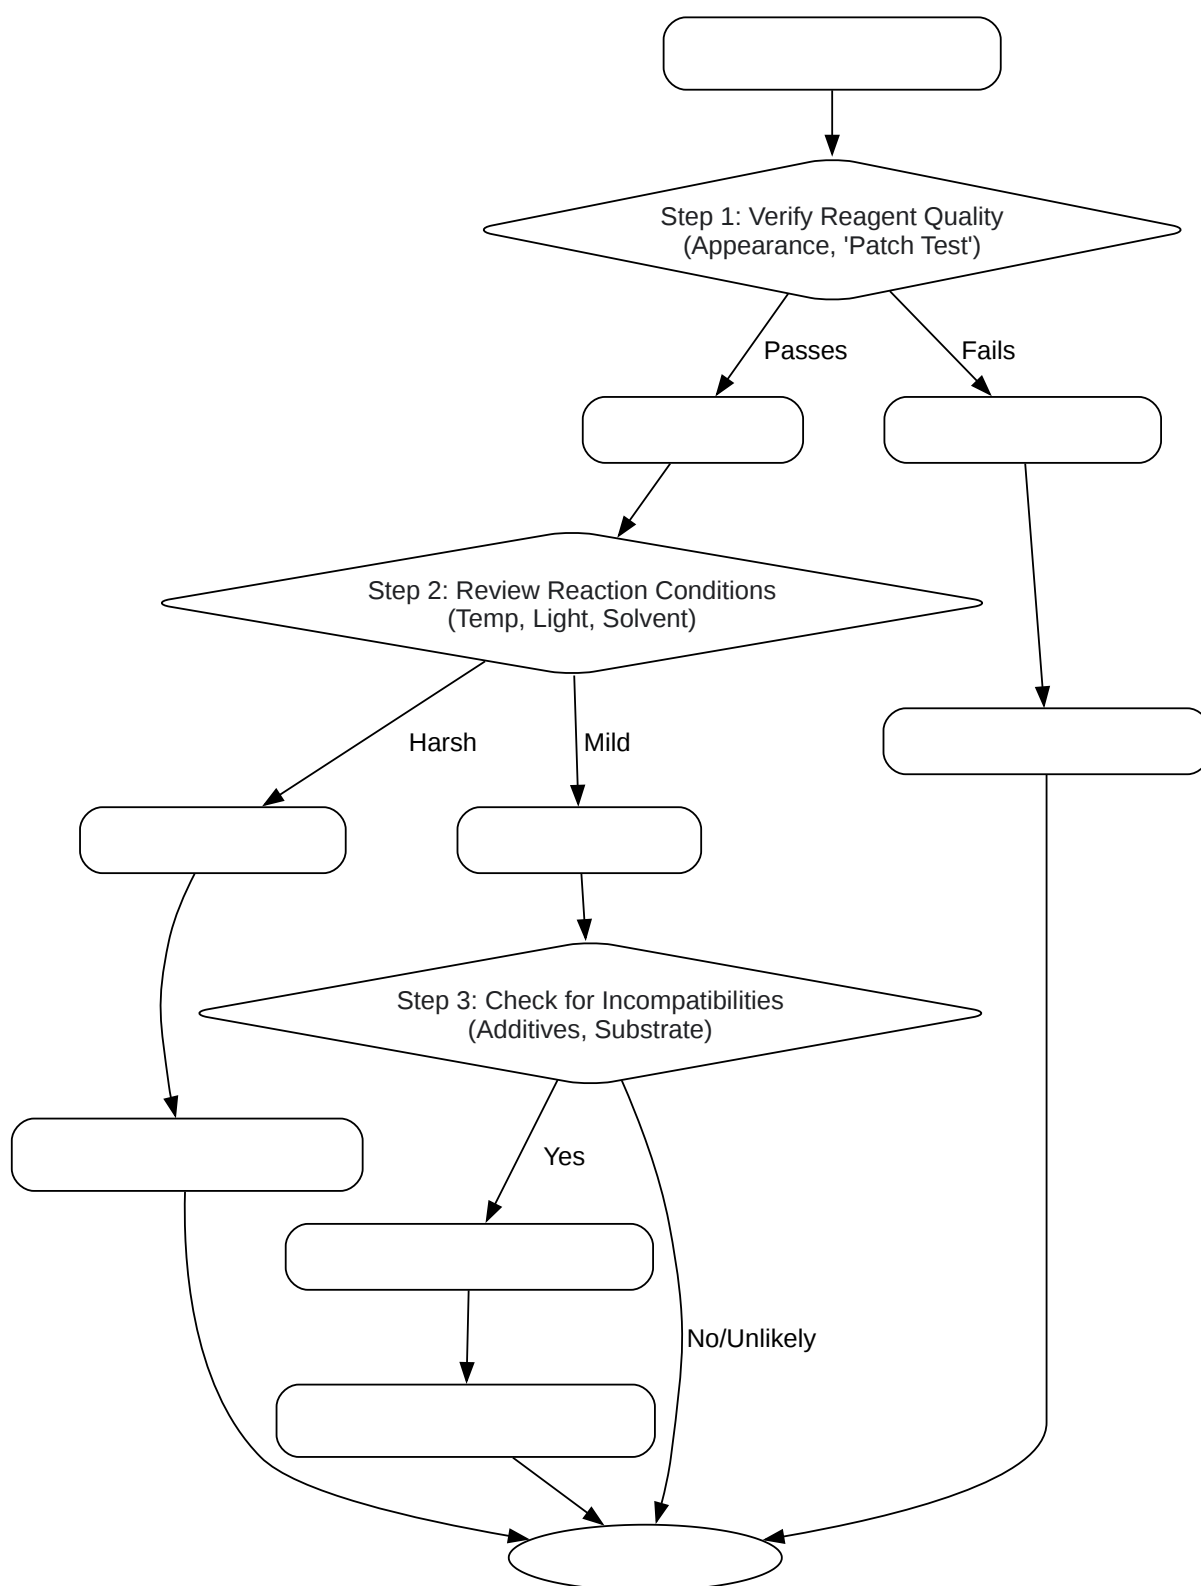 Step 1: Verify Reagent Quality
(Appearance, 'Patch Test')
Passes
Fails
Step 2: Review Reaction Conditions
(Temp, Light, Solvent)
Harsh
Mild
Step 3: Check for Incompatibilities
(Additives, Substrate)
Yes
No/Unlikely